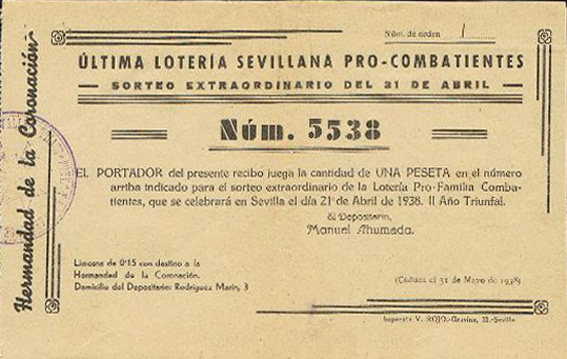 Núm. de orden 1
ÚLTIMA LOTERÍA SEVILLANA PRO-COMBATIENTES
SORTEO EXTRAORDINARIO DEL 21 DE ABRIL
Núm. 5538
EL PORTADOR del presente recibo juega la cantidad de UNA PESETA en el número
arriba indicado para el sorteo extraordinario de la Lotería Pro-Familia Comba-
tientes, que se celebrará en Sevilla el día 21 de Abril de 1938. II Año Triunfal.
El Depositario,
Manuel Ahumada.
Limosna de 0'15 con destino a la
Hermandad de la Coronación.
Domicilio del Depositario: Rodríguez Marín, 3
(Caduca el 31 de Mayo de 1938)
Imprenta V. ROJO.-Gravina, 33.-Sevilla
Hermandad de la Coronación